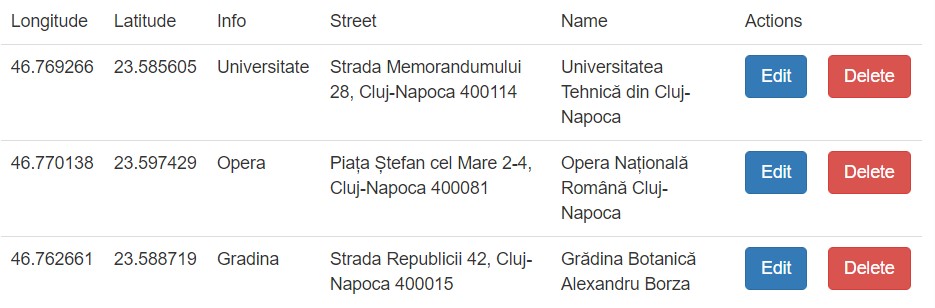 Longitude Latitude Info Street Name Actions
46.769266 23.585605 Universitate Strada Memorandumului Universitatea Edit Delete
28, Cluj-Napoca 400114 Tehnică din Cluj-
Napoca
46.770138 23.597429 Opera Piața Ștefan cel Mare 2-4, Opera Națională Edit Delete
Cluj-Napoca 400081 Română Cluj-
Napoca
46.762661 23.588719 Gradina Strada Republicii 42, Cluj- Grădina Botanică Edit Delete
Napoca 400015 Alexandru Borza